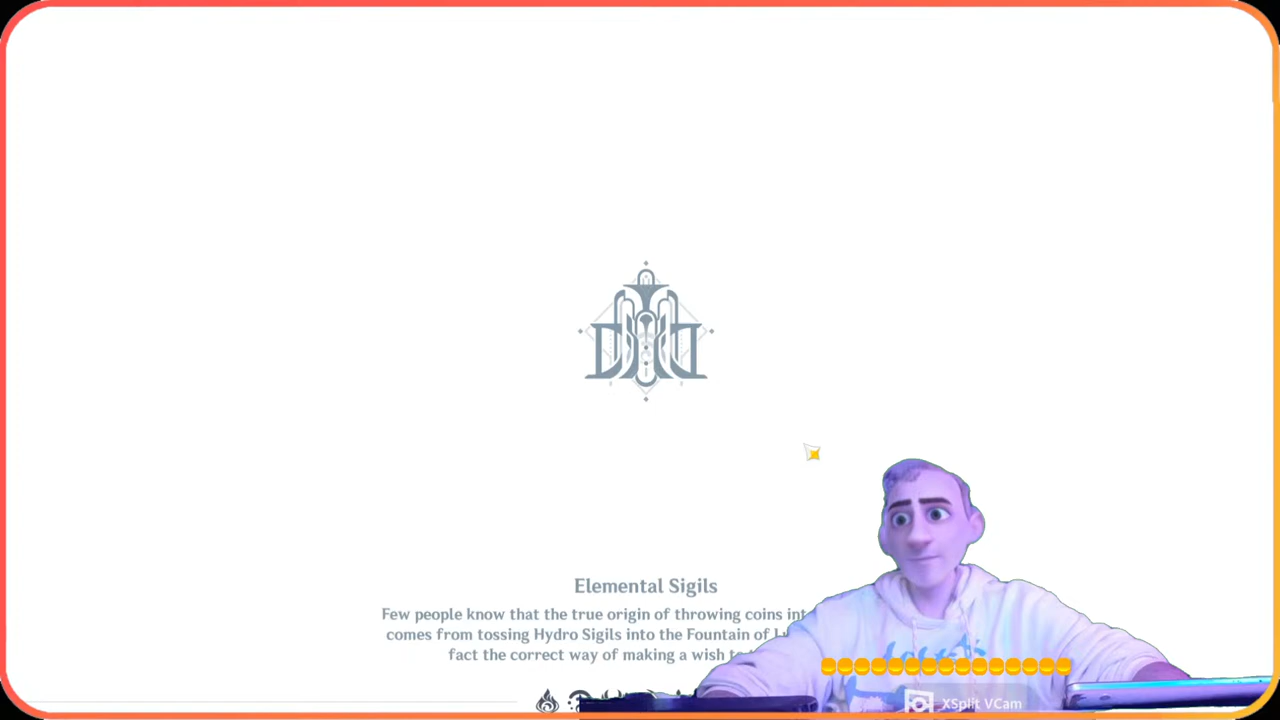 Elemental Sigils
Few people know that the true origin of throwing coins int
comes from tossing Hydro Sigils into the Fountain of
fact the correct way of making a wish
XSplit VCam